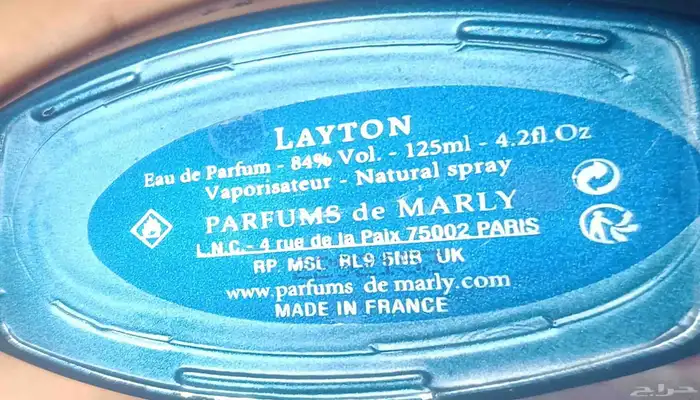 LAYTON
Eau de Parfum - 84% Vol. - 125ml - 4.2fl.Oz
Vaporisateur - Natural spray
PARFUMS de MARLY
L.N.C.- 4 rue de la Paix 75002 PARIS
RP. MSL BL9 5NB UK
www.parfums de marly.com
MADE IN FRANCE
حراج